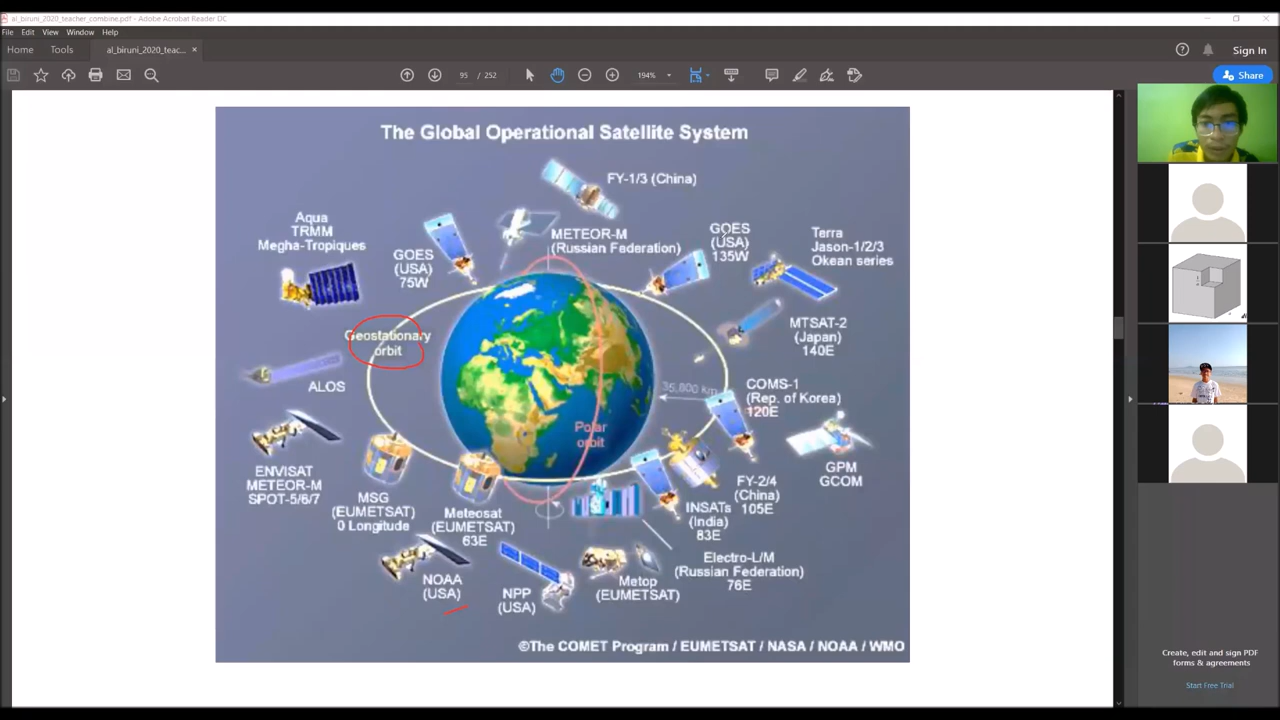 al_biruni_2020_teacher_combine.pdf - Adobe Acrobat Reader DC
File Edit View Window Help
Home Tools al_biruni_2020_teac... × Sign In
95 / 252 194% Share
The Global Operational Satellite System
FY-1/3 (China)
Aqua
TRMM
Megha-Tropiques
GOES
(USA)
75W
METEOR-M
(Russian Federation)
GOES
(USA)
135W
Terra
Jason-1/2/3
Okean series
Geostationary
orbit
MTSAT-2
(Japan)
140E
ALOS
35,800 km
COMS-1
(Rep. of Korea)
120E
Polar
orbit
ENVISAT
METEOR-M
SPOT-5/6/7
MSG
(EUMETSAT)
0 Longitude
Meteosat
(EUMETSAT)
63E
INSATs
(India)
83E
FY-2/4
(China)
105E
GPM
GCOM
NOAA
(USA)
NPP
(USA)
Metop
(EUMETSAT)
Electro-L/M
(Russian Federation)
76E
©The COMET Program / EUMETSAT / NASA / NOAA / WMO
Create, edit and sign PDF
forms & agreements
Start Free Trial